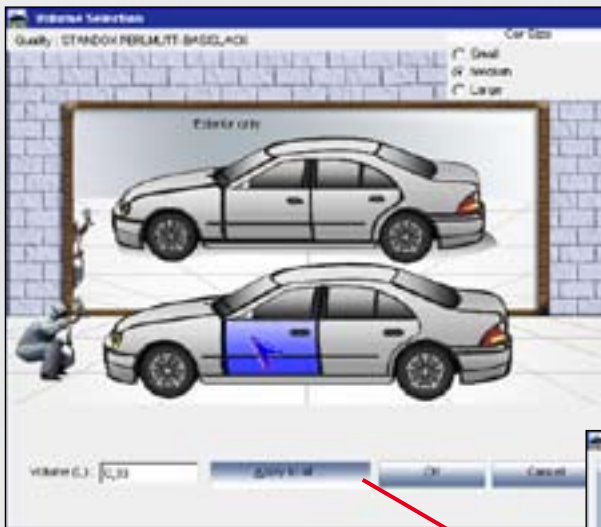 Volume Selection
Quality : STANDOX PERLMUTT-BASISLACK
Car Size
Small
Medium
Large
Exterior only
Volume (L) :
Apply to all
OK
Cancel